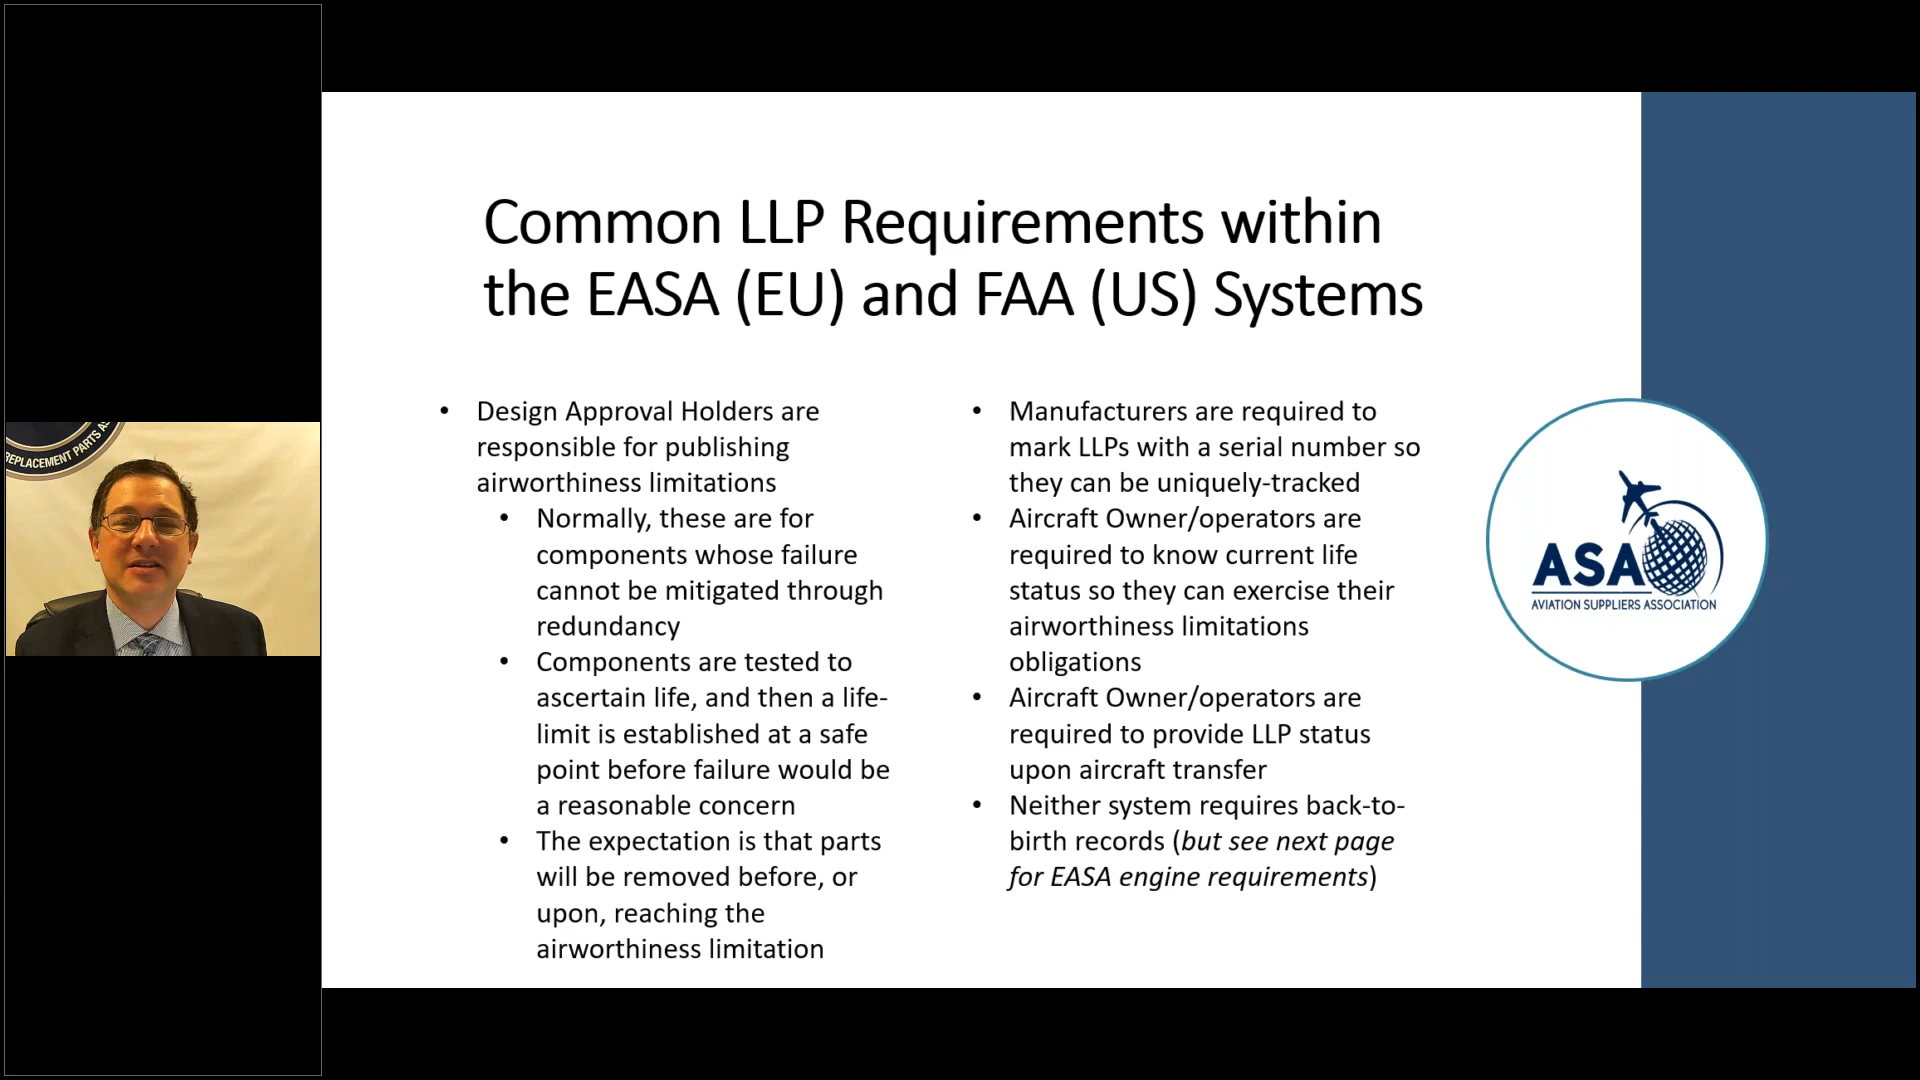 Common LLP Requirements within
the EASA (EU) and FAA (US) Systems
• Design Approval Holders are
responsible for publishing
airworthiness limitations
• Normally, these are for
components whose failure
cannot be mitigated through
redundancy
• Components are tested to
ascertain life, and then a life-
limit is established at a safe
point before failure would be
a reasonable concern
• The expectation is that parts
will be removed before, or
upon, reaching the
airworthiness limitation
• Manufacturers are required to
mark LLPs with a serial number so
they can be uniquely-tracked
• Aircraft Owner/operators are
required to know current life
status so they can exercise their
airworthiness limitations
obligations
• Aircraft Owner/operators are
required to provide LLP status
upon aircraft transfer
• Neither system requires back-to-
birth records (but see next page
for EASA engine requirements)
ASA
AVIATION SUPPLIERS ASSOCIATION
REPLACEMENT PARTS AS